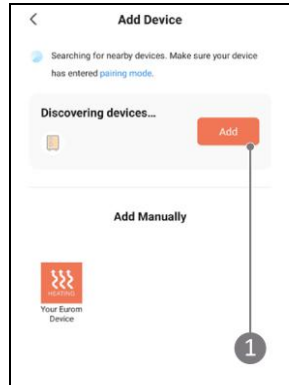 Add Device
Searching for nearby devices. Make sure your device
has entered pairing mode.
Discovering devices...
Add
Add Manually
HEATING
Your Eurom
Device
1